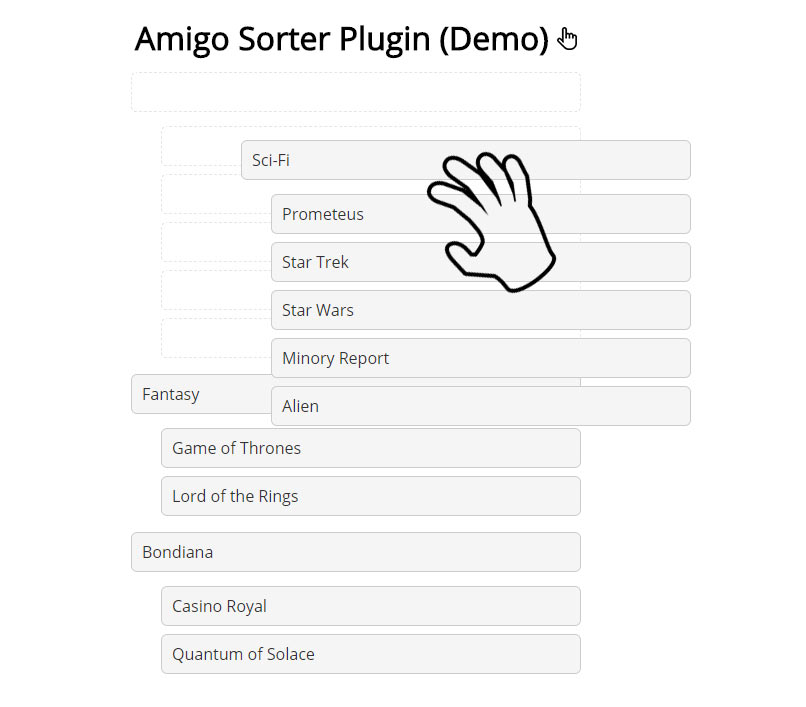 Amigo Sorter Plugin (Demo)
Sci-Fi
Prometeus
Star Trek
Star Wars
Minory Report
Fantasy
Alien
Game of Thrones
Lord of the Rings
Bondiana
Casino Royal
Quantum of Solace